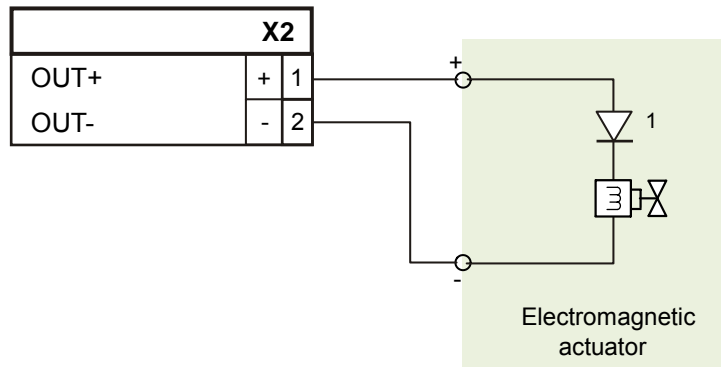 X2
OUT+ + 1
OUT- - 2
+
1
-
Electromagnetic
actuator